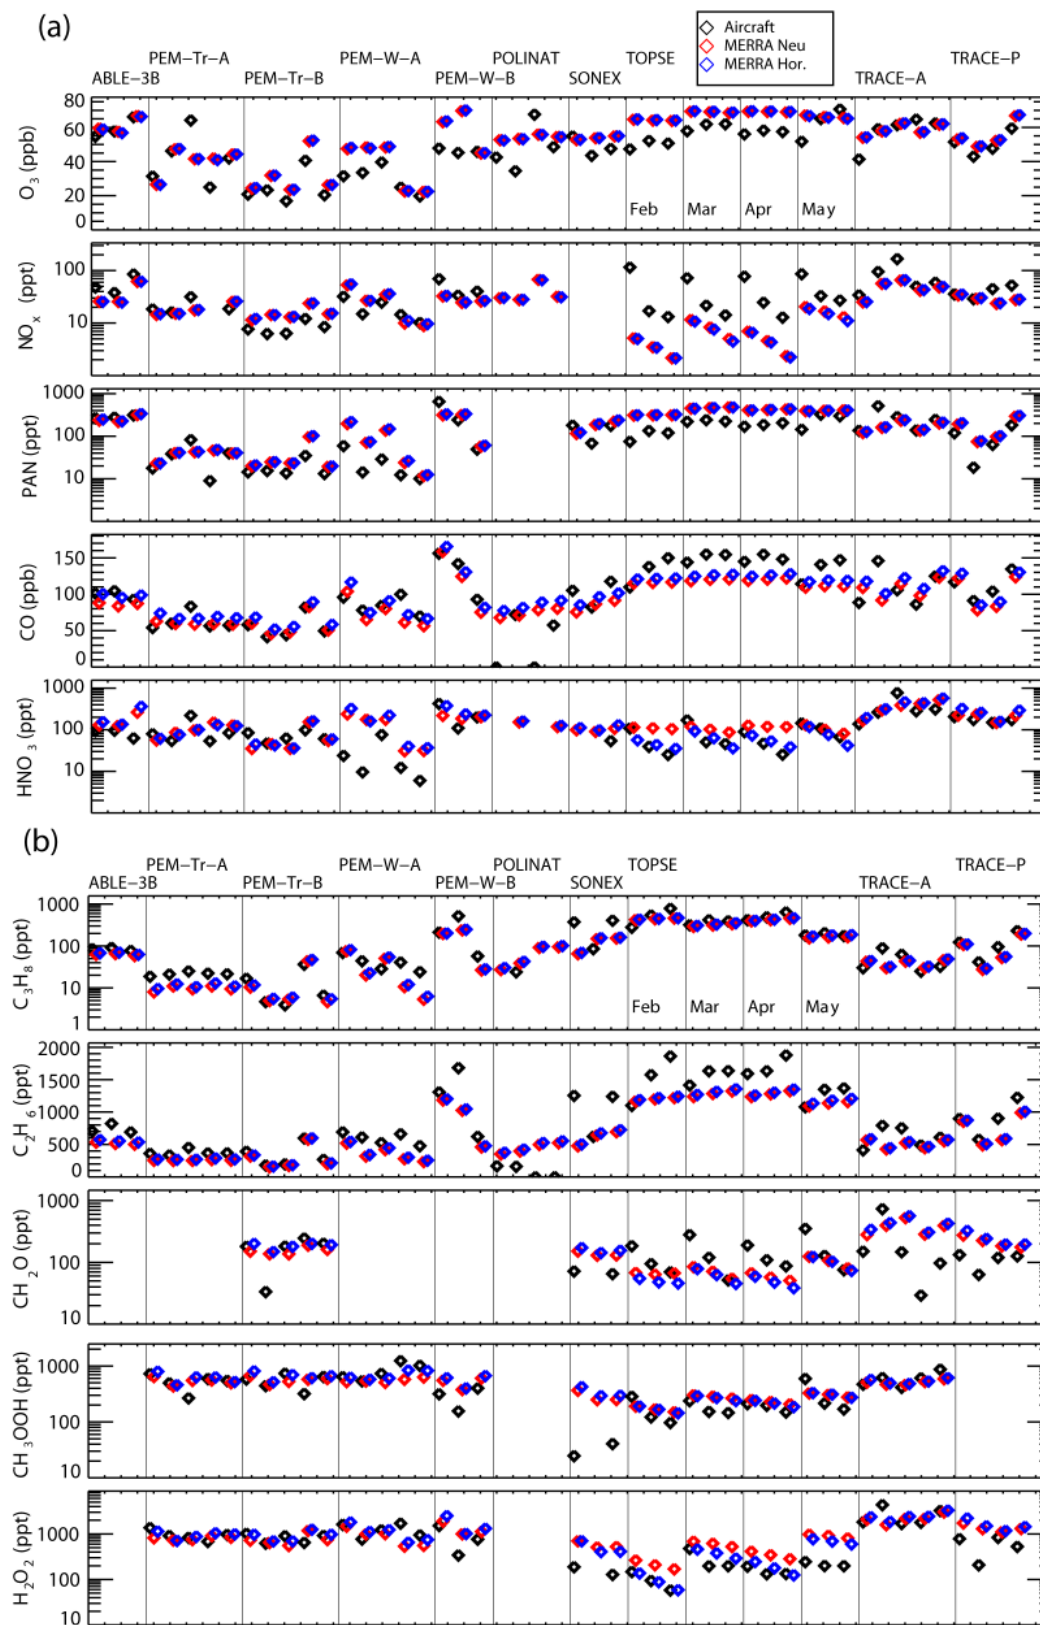 (a)
Aircraft
MERRA Neu
MERRA Hor.
PEM−Tr−A PEM−W−A POLINAT TOPSE TRACE−P
ABLE−3B PEM−Tr−B PEM−W−B SONEX TRACE−A
O3 (ppb)
80
60
40
20
0
Feb Mar Apr May
NOx (ppt)
100
10
PAN (ppt)
1000
100
10
CO (ppb)
150
100
50
0
HNO3 (ppt)
1000
100
10
(b)
PEM−Tr−A PEM−W−A POLINAT TOPSE TRACE−P
ABLE−3B PEM−Tr−B PEM−W−B SONEX TRACE−A
C3H8 (ppt)
1000
100
10
1
Feb Mar Apr May
C2H6 (ppt)
2000
1500
1000
500
0
CH2O (ppt)
1000
100
10
CH3OOH (ppt)
1000
100
10
H2O2 (ppt)
1000
100
10